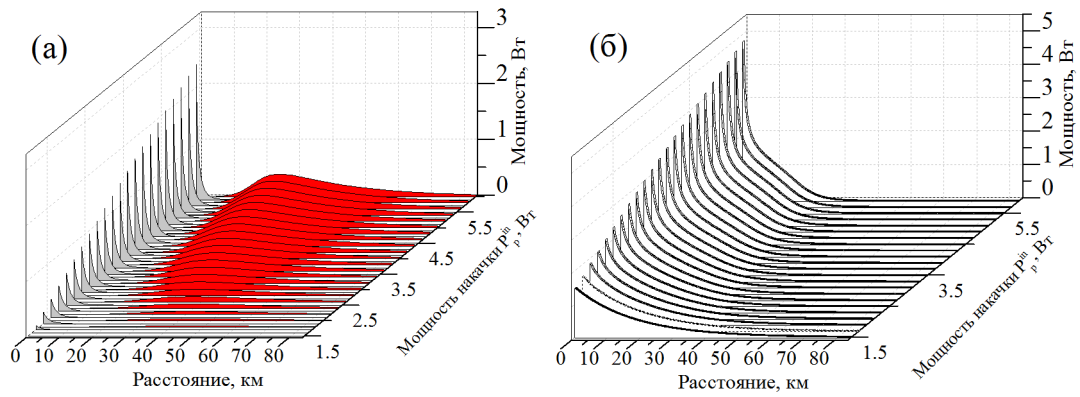 (а)
3
2
1
0
Мощность, Вт
5.5
4.5
3.5
2.5
1.5
Мощность накачки P_p^in, Вт
0 10 20 30 40 50 60 70 80
Расстояние, км
(б)
5
4
3
2
1
0
Мощность, Вт
5.5
3.5
1.5
Мощность накачки P_p^in, Вт
0 10 20 30 40 50 60 70 80
Расстояние, км